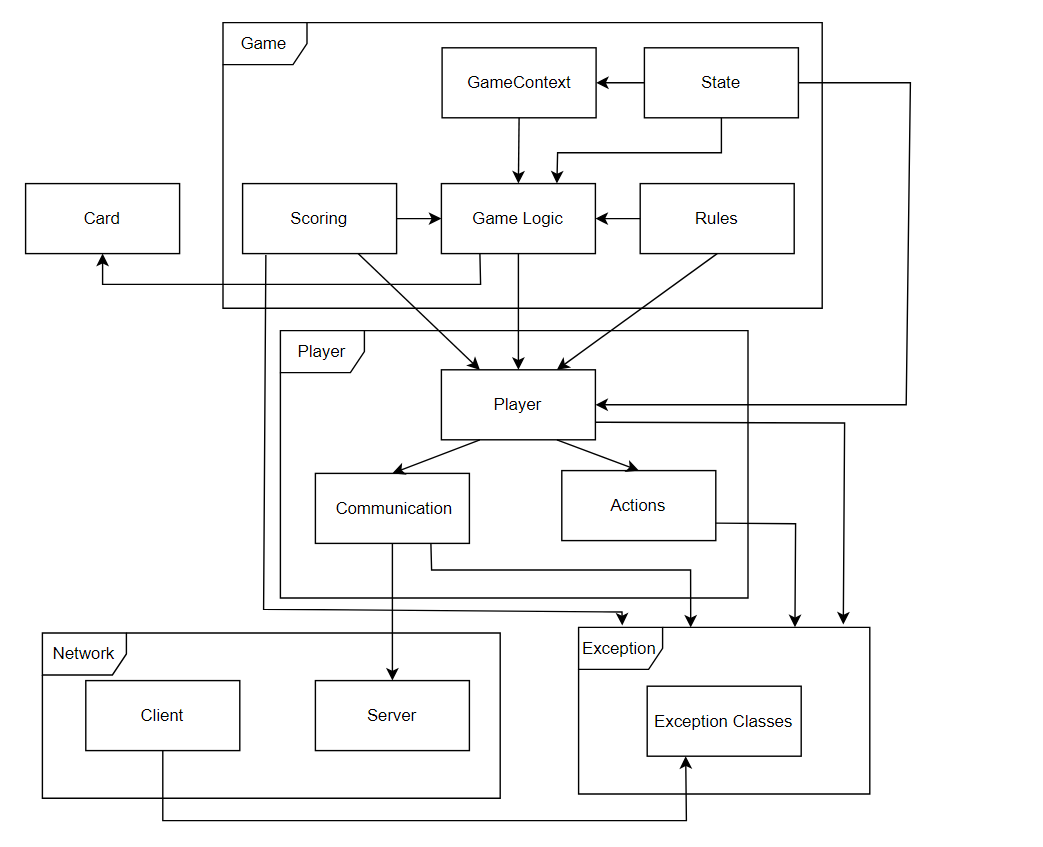 Game
GameContext
State
Card
Scoring
Game Logic
Rules
Player
Player
Communication
Actions
Network
Exception
Client
Server
Exception Classes